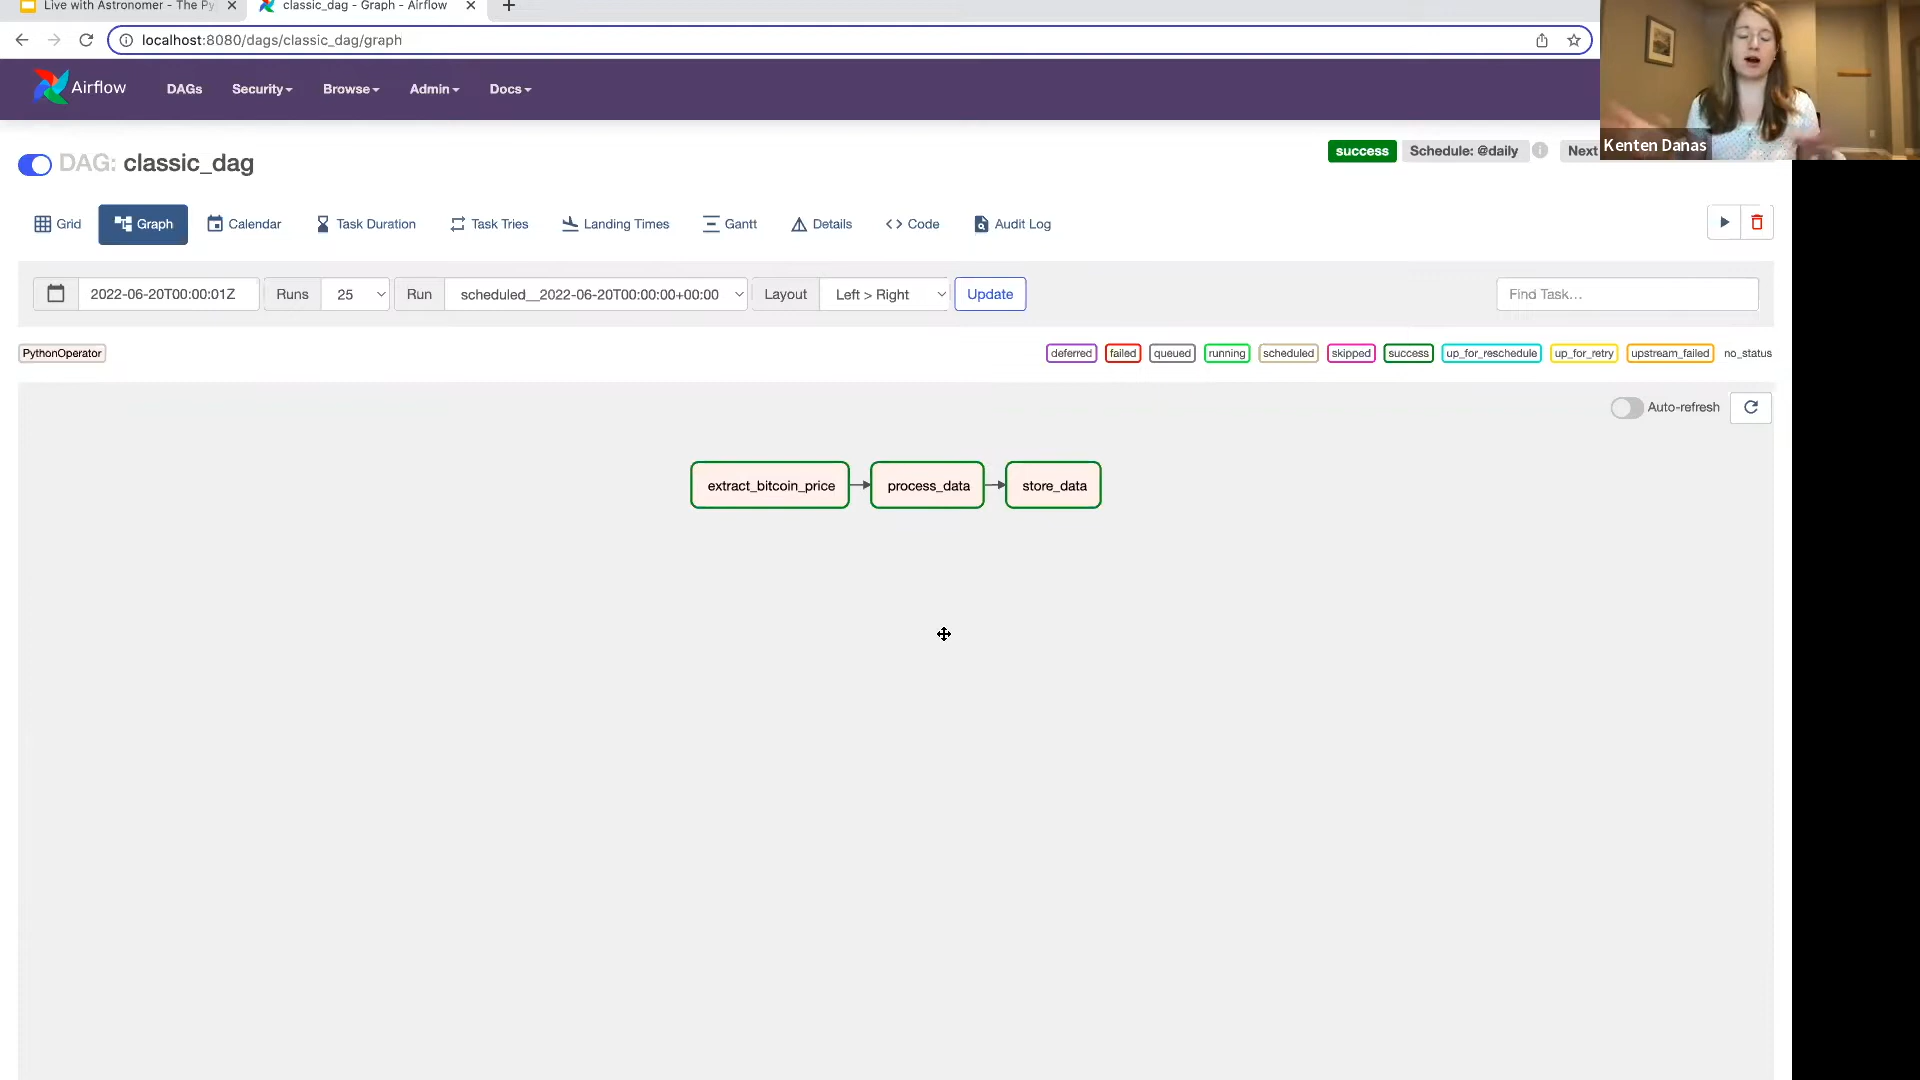 Live with Astronomer - The Py
classic_dag - Graph - Airflow
localhost:8080/dags/classic_dag/graph
Airflow
DAGs
Security
Browse
Admin
Docs
Kenten Danas
DAG: classic_dag
success
Schedule: @daily
Next
Grid
Graph
Calendar
Task Duration
Task Tries
Landing Times
Gantt
Details
Code
Audit Log
2022-06-20T00:00:01Z
Runs
25
Run
scheduled__2022-06-20T00:00:00+00:00
Layout
Left > Right
Update
Find Task...
PythonOperator
deferred
failed
queued
running
scheduled
skipped
success
up_for_reschedule
up_for_retry
upstream_failed
no_status
Auto-refresh
extract_bitcoin_price
process_data
store_data